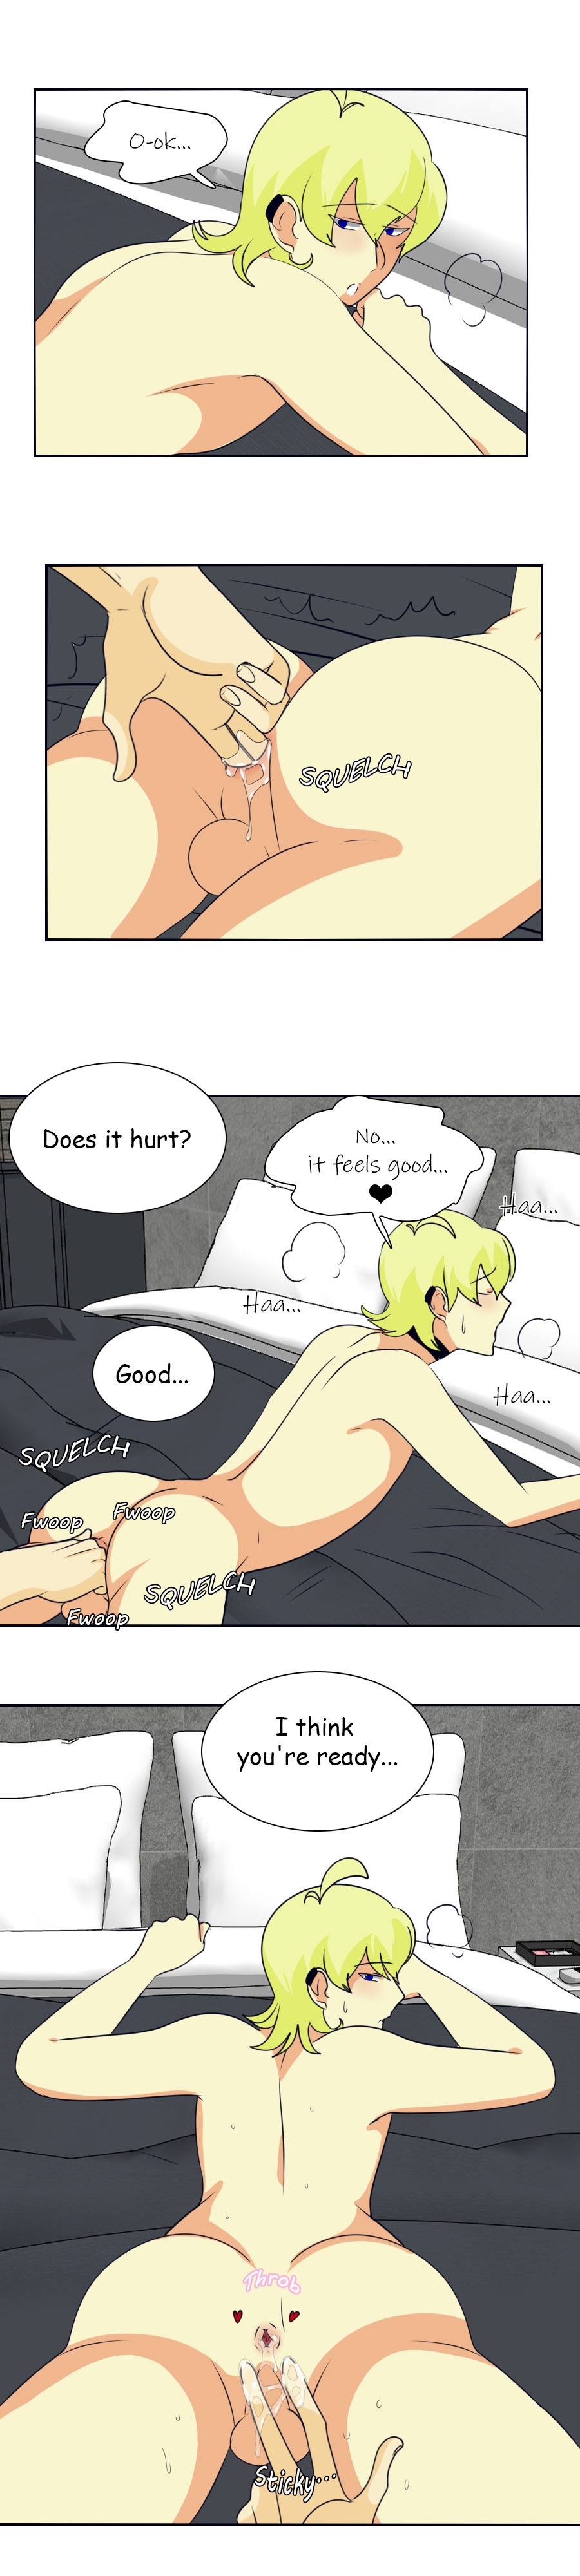 O-ok...
SQUELCH
Does it hurt?
No...
it feels good...
Haa...
Haa...
Good...
Haa...
SQUELCH
Fwoop
Fwoop
SQUELCH
Fwoop
I think
you're ready...
Throb
Sticky...